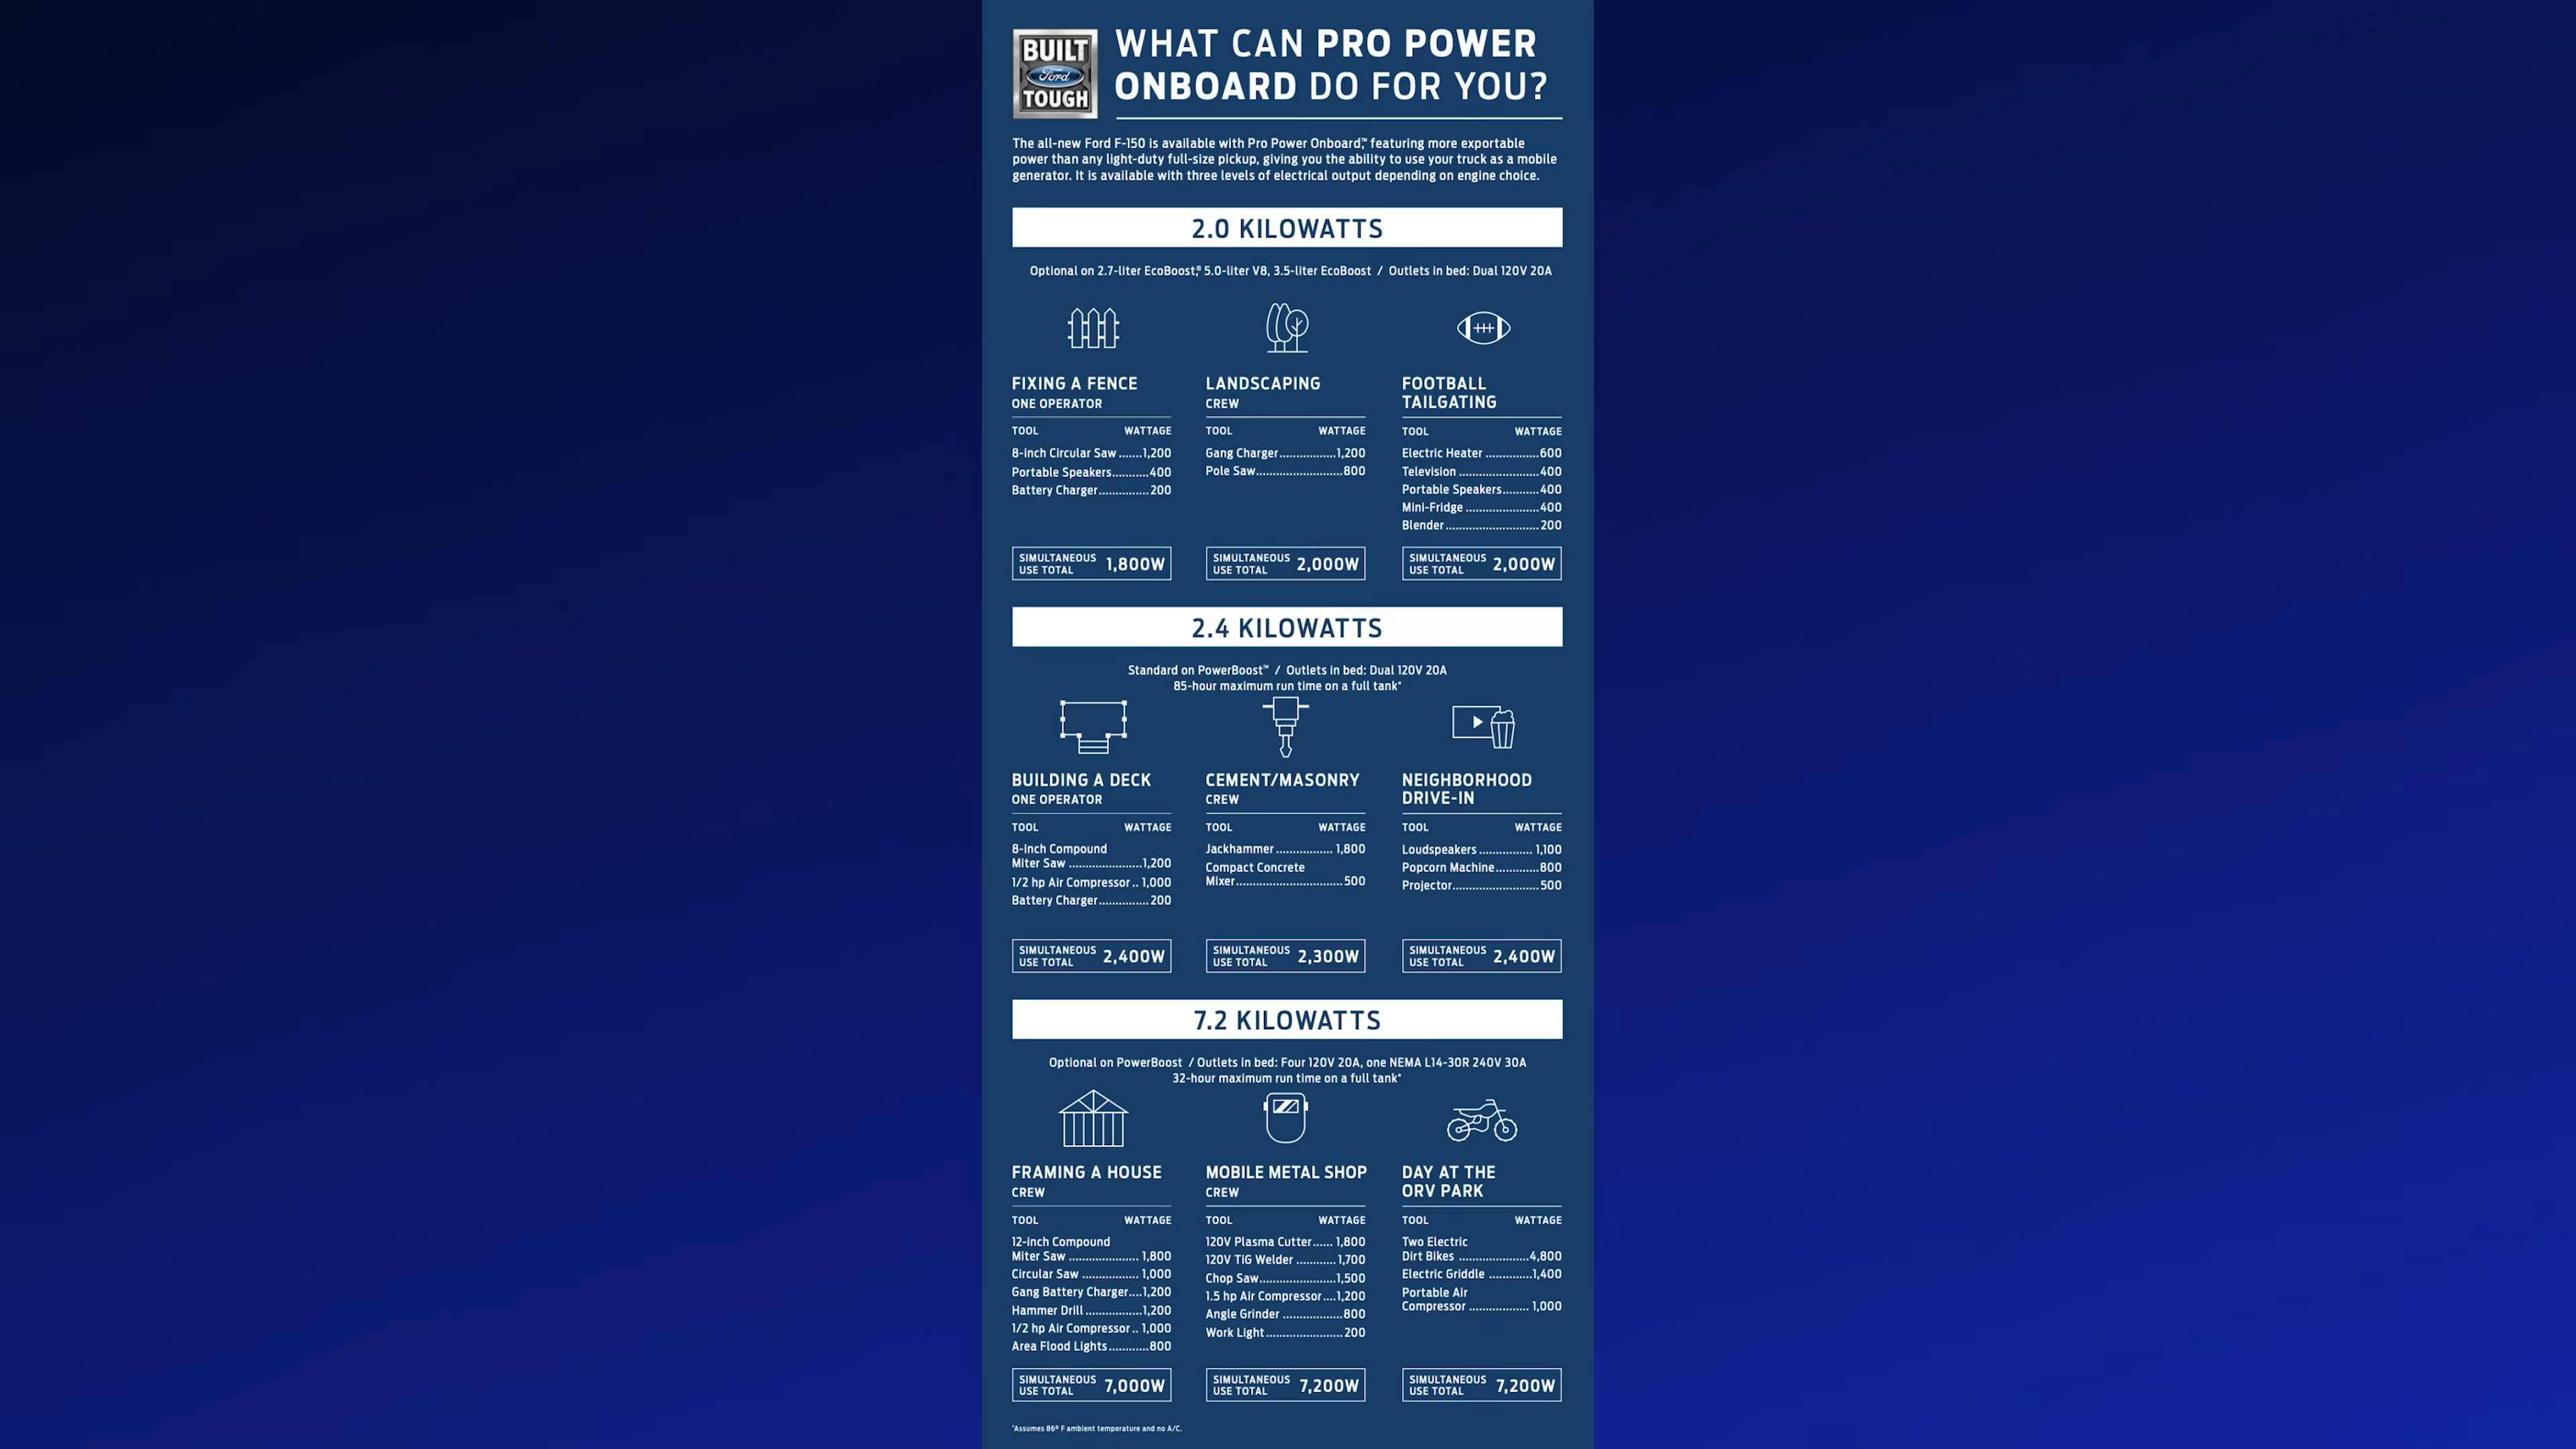 BUILT
Ford
TOUGH
WHAT CAN PRO POWER
ONBOARD DO FOR YOU?
The all-new Ford F-150 is available with Pro Power Onboard,™ featuring more exportable
power than any light-duty full-size pickup, giving you the ability to use your truck as a mobile
generator. It is available with three levels of electrical output depending on engine choice.
2.0 KILOWATTS
Optional on 2.7-liter EcoBoost,® 5.0-liter V8, 3.5-liter EcoBoost / Outlets in bed: Dual 120V 20A
FIXING A FENCE
ONE OPERATOR
TOOL WATTAGE
8-inch Circular Saw .......1,200
Portable Speakers...........400
Battery Charger...............200
SIMULTANEOUS
USE TOTAL 1,800W
LANDSCAPING
CREW
TOOL WATTAGE
Gang Charger.................1,200
Pole Saw..........................800
SIMULTANEOUS
USE TOTAL 2,000W
FOOTBALL
TAILGATING
TOOL WATTAGE
Electric Heater ................600
Television ........................400
Portable Speakers...........400
Mini-Fridge ......................400
Blender............................200
SIMULTANEOUS
USE TOTAL 2,000W
2.4 KILOWATTS
Standard on PowerBoost™ / Outlets in bed: Dual 120V 20A
85-hour maximum run time on a full tank*
BUILDING A DECK
ONE OPERATOR
TOOL WATTAGE
8-inch Compound
Miter Saw ......................1,200
1/2 hp Air Compressor.. 1,000
Battery Charger...............200
SIMULTANEOUS
USE TOTAL 2,400W
CEMENT/MASONRY
CREW
TOOL WATTAGE
Jackhammer ................. 1,800
Compact Concrete
Mixer................................500
SIMULTANEOUS
USE TOTAL 2,300W
NEIGHBORHOOD
DRIVE-IN
TOOL WATTAGE
Loudspeakers ................ 1,100
Popcorn Machine.............800
Projector..........................500
SIMULTANEOUS
USE TOTAL 2,400W
7.2 KILOWATTS
Optional on PowerBoost / Outlets in bed: Four 120V 20A, one NEMA L14-30R 240V 30A
32-hour maximum run time on a full tank*
FRAMING A HOUSE
CREW
TOOL WATTAGE
12-inch Compound
Miter Saw ..................... 1,800
Circular Saw ................. 1,000
Gang Battery Charger....1,200
Hammer Drill .................1,200
1/2 hp Air Compressor.. 1,000
Area Flood Lights............800
SIMULTANEOUS
USE TOTAL 7,000W
MOBILE METAL SHOP
CREW
TOOL WATTAGE
120V Plasma Cutter...... 1,800
120V TiG Welder ............1,700
Chop Saw.......................1,500
1.5 hp Air Compressor....1,200
Angle Grinder ..................800
Work Light.......................200
SIMULTANEOUS
USE TOTAL 7,200W
DAY AT THE
ORV PARK
TOOL WATTAGE
Two Electric
Dirt Bikes .....................4,800
Electric Griddle .............1,400
Portable Air
Compressor .................. 1,000
SIMULTANEOUS
USE TOTAL 7,200W
*Assumes 86º F ambient temperature and no A/C.